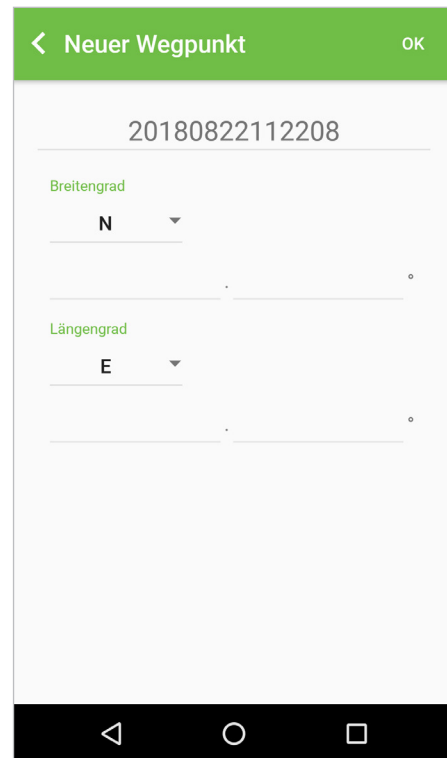 Neuer Wegpunkt OK
20180822112208
Breitengrad
N
. °
Längengrad
E
. °